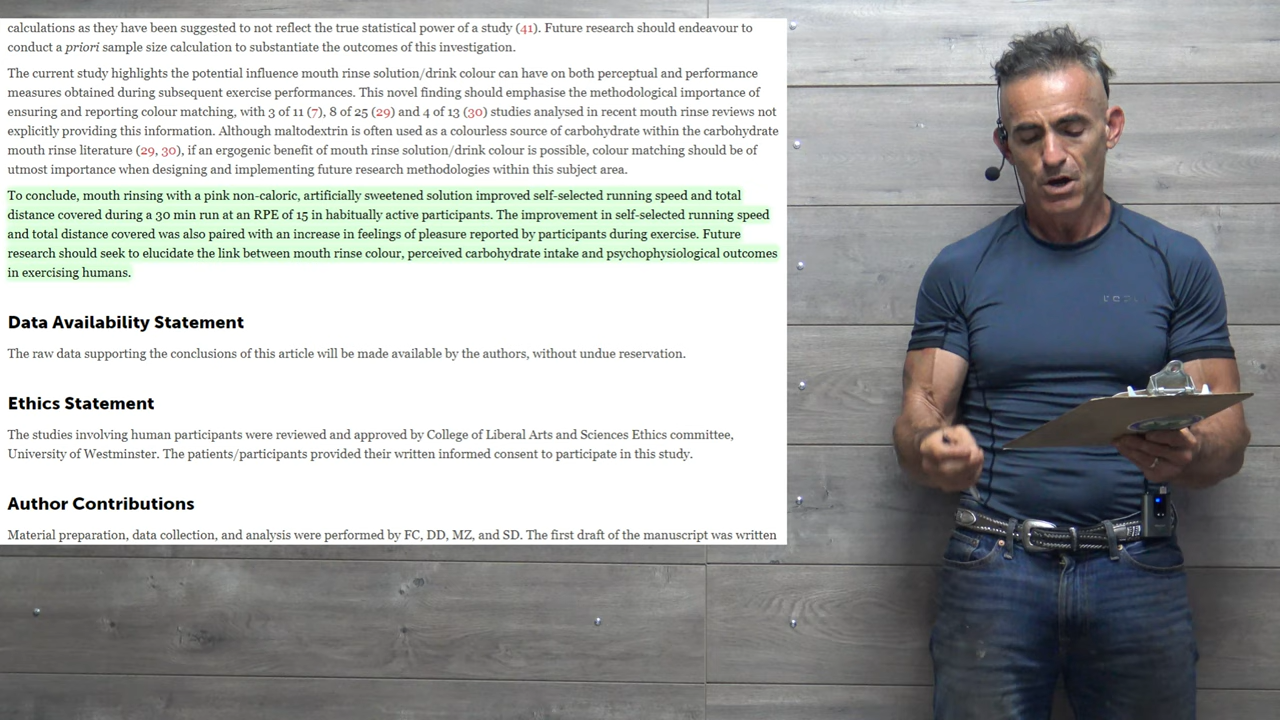 calculations as they have been suggested to not reflect the true statistical power of a study (41). Future research should endeavour to
conduct a priori sample size calculation to substantiate the outcomes of this investigation.
The current study highlights the potential influence mouth rinse solution/drink colour can have on both perceptual and performance
measures obtained during subsequent exercise performances. This novel finding should emphasise the methodological importance of
ensuring and reporting colour matching, with 3 of 11 (7), 8 of 25 (29) and 4 of 13 (30) studies analysed in recent mouth rinse reviews not
explicitly providing this information. Although maltodextrin is often used as a colourless source of carbohydrate within the carbohydrate
mouth rinse literature (29, 30), if an ergogenic benefit of mouth rinse solution/drink colour is possible, colour matching should be of
utmost importance when designing and implementing future research methodologies within this subject area.
To conclude, mouth rinsing with a pink non-caloric, artificially sweetened solution improved self-selected running speed and total
distance covered during a 30 min run at an RPE of 15 in habitually active participants. The improvement in self-selected running speed
and total distance covered was also paired with an increase in feelings of pleasure reported by participants during exercise. Future
research should seek to elucidate the link between mouth rinse colour, perceived carbohydrate intake and psychophysiological outcomes
in exercising humans.
Data Availability Statement
The raw data supporting the conclusions of this article will be made available by the authors, without undue reservation.
Ethics Statement
The studies involving human participants were reviewed and approved by College of Liberal Arts and Sciences Ethics committee,
University of Westminster. The patients/participants provided their written informed consent to participate in this study.
Author Contributions
Material preparation, data collection, and analysis were performed by FC, DD, MZ, and SD. The first draft of the manuscript was written